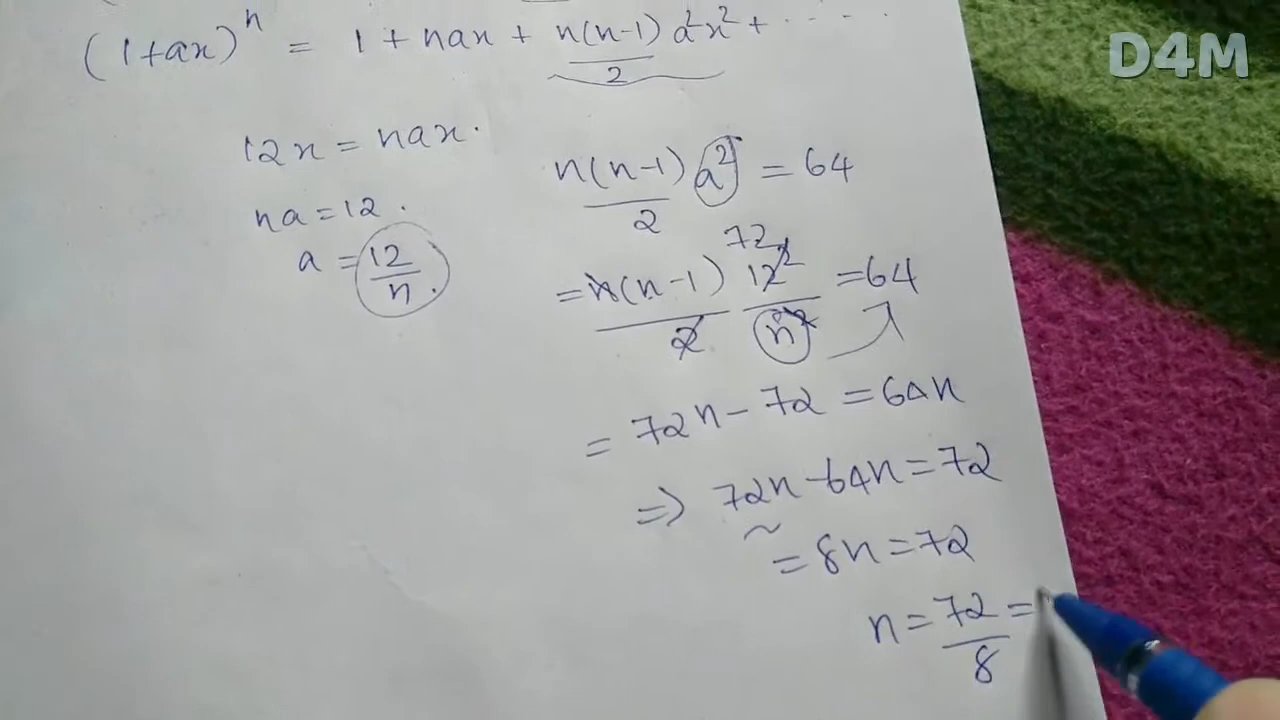 D4M
(1+ax)^n = 1 + nax + n(n-1)/2 a²x² + .....
12x = nax.
na = 12.
a = 12/n.
n(n-1)/2 a² = 64
72
= n(n-1)/2 12²/n² = 64
= 72n - 72 = 64n
⇒ 72n - 64n = 72
= 8n = 72
n = 72/8 =